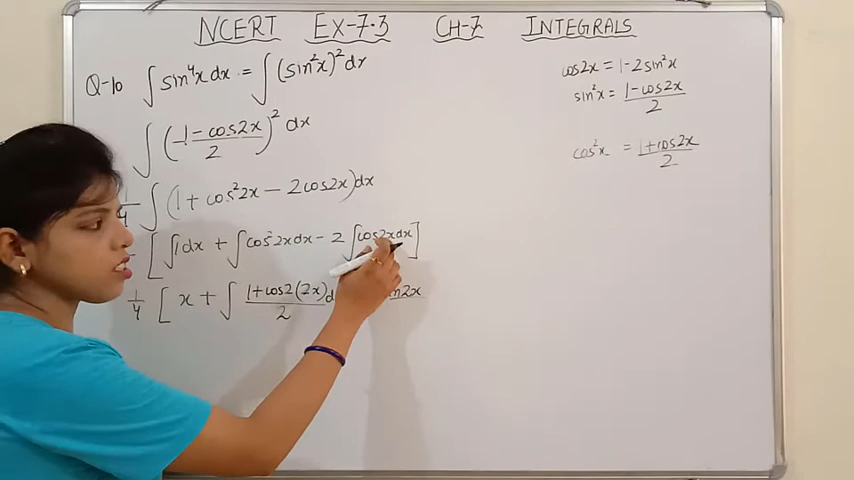 NCERT EX-7.3 CH-7 INTEGRALS
Q-10 ∫ sin⁴x dx = ∫ (sin²x)² dx
∫ ( (1-cos2x)/2 )² dx
1/4 ∫ (1 + cos²2x - 2cos2x) dx
[ ∫1dx + ∫cos²2x dx - 2 ∫cos2x dx ]
1/4 [ x + ∫ (1+cos2(2x))/2 2x
cos2x = 1-2sin²x
sin²x = (1-cos2x)/2
cos²x = (1+cos2x)/2